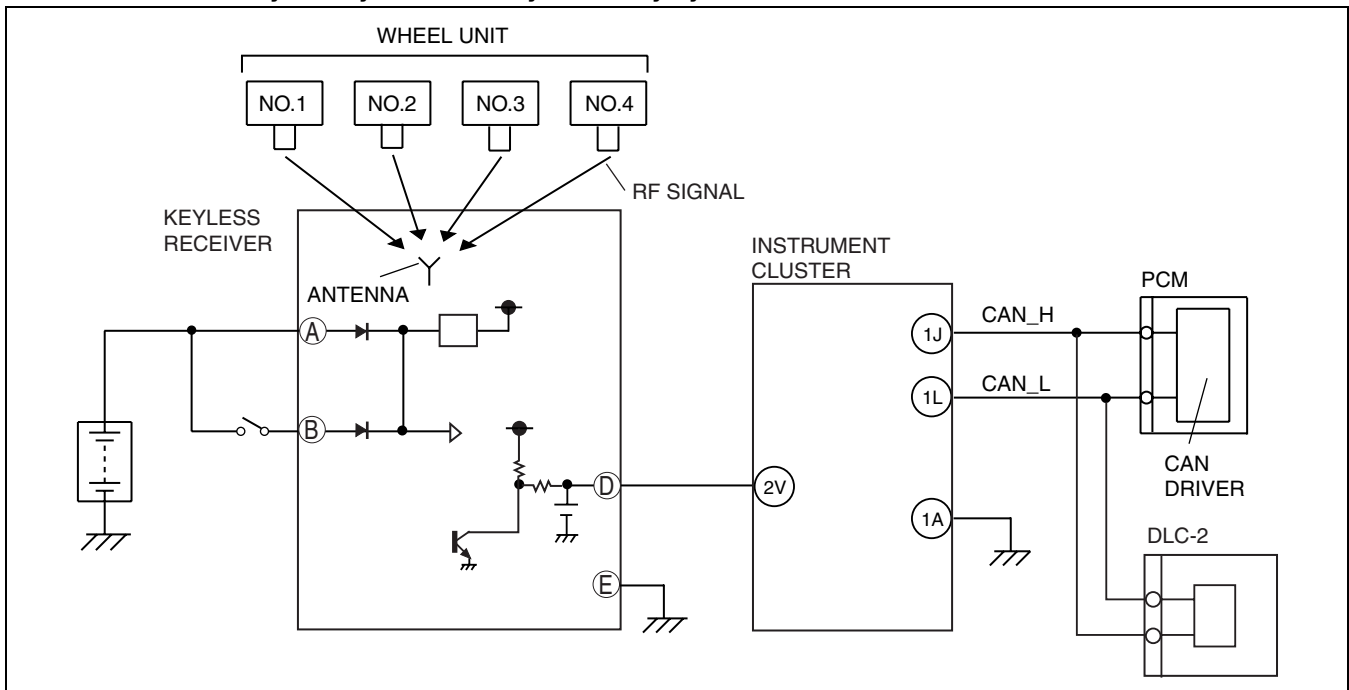 WHEEL UNIT
NO.1 NO.2 NO.3 NO.4
RF SIGNAL
KEYLESS
RECEIVER
ANTENNA
A
B
D
E
INSTRUMENT
CLUSTER
2V
1J
1L
1A
CAN_H
CAN_L
PCM
CAN
DRIVER
DLC-2